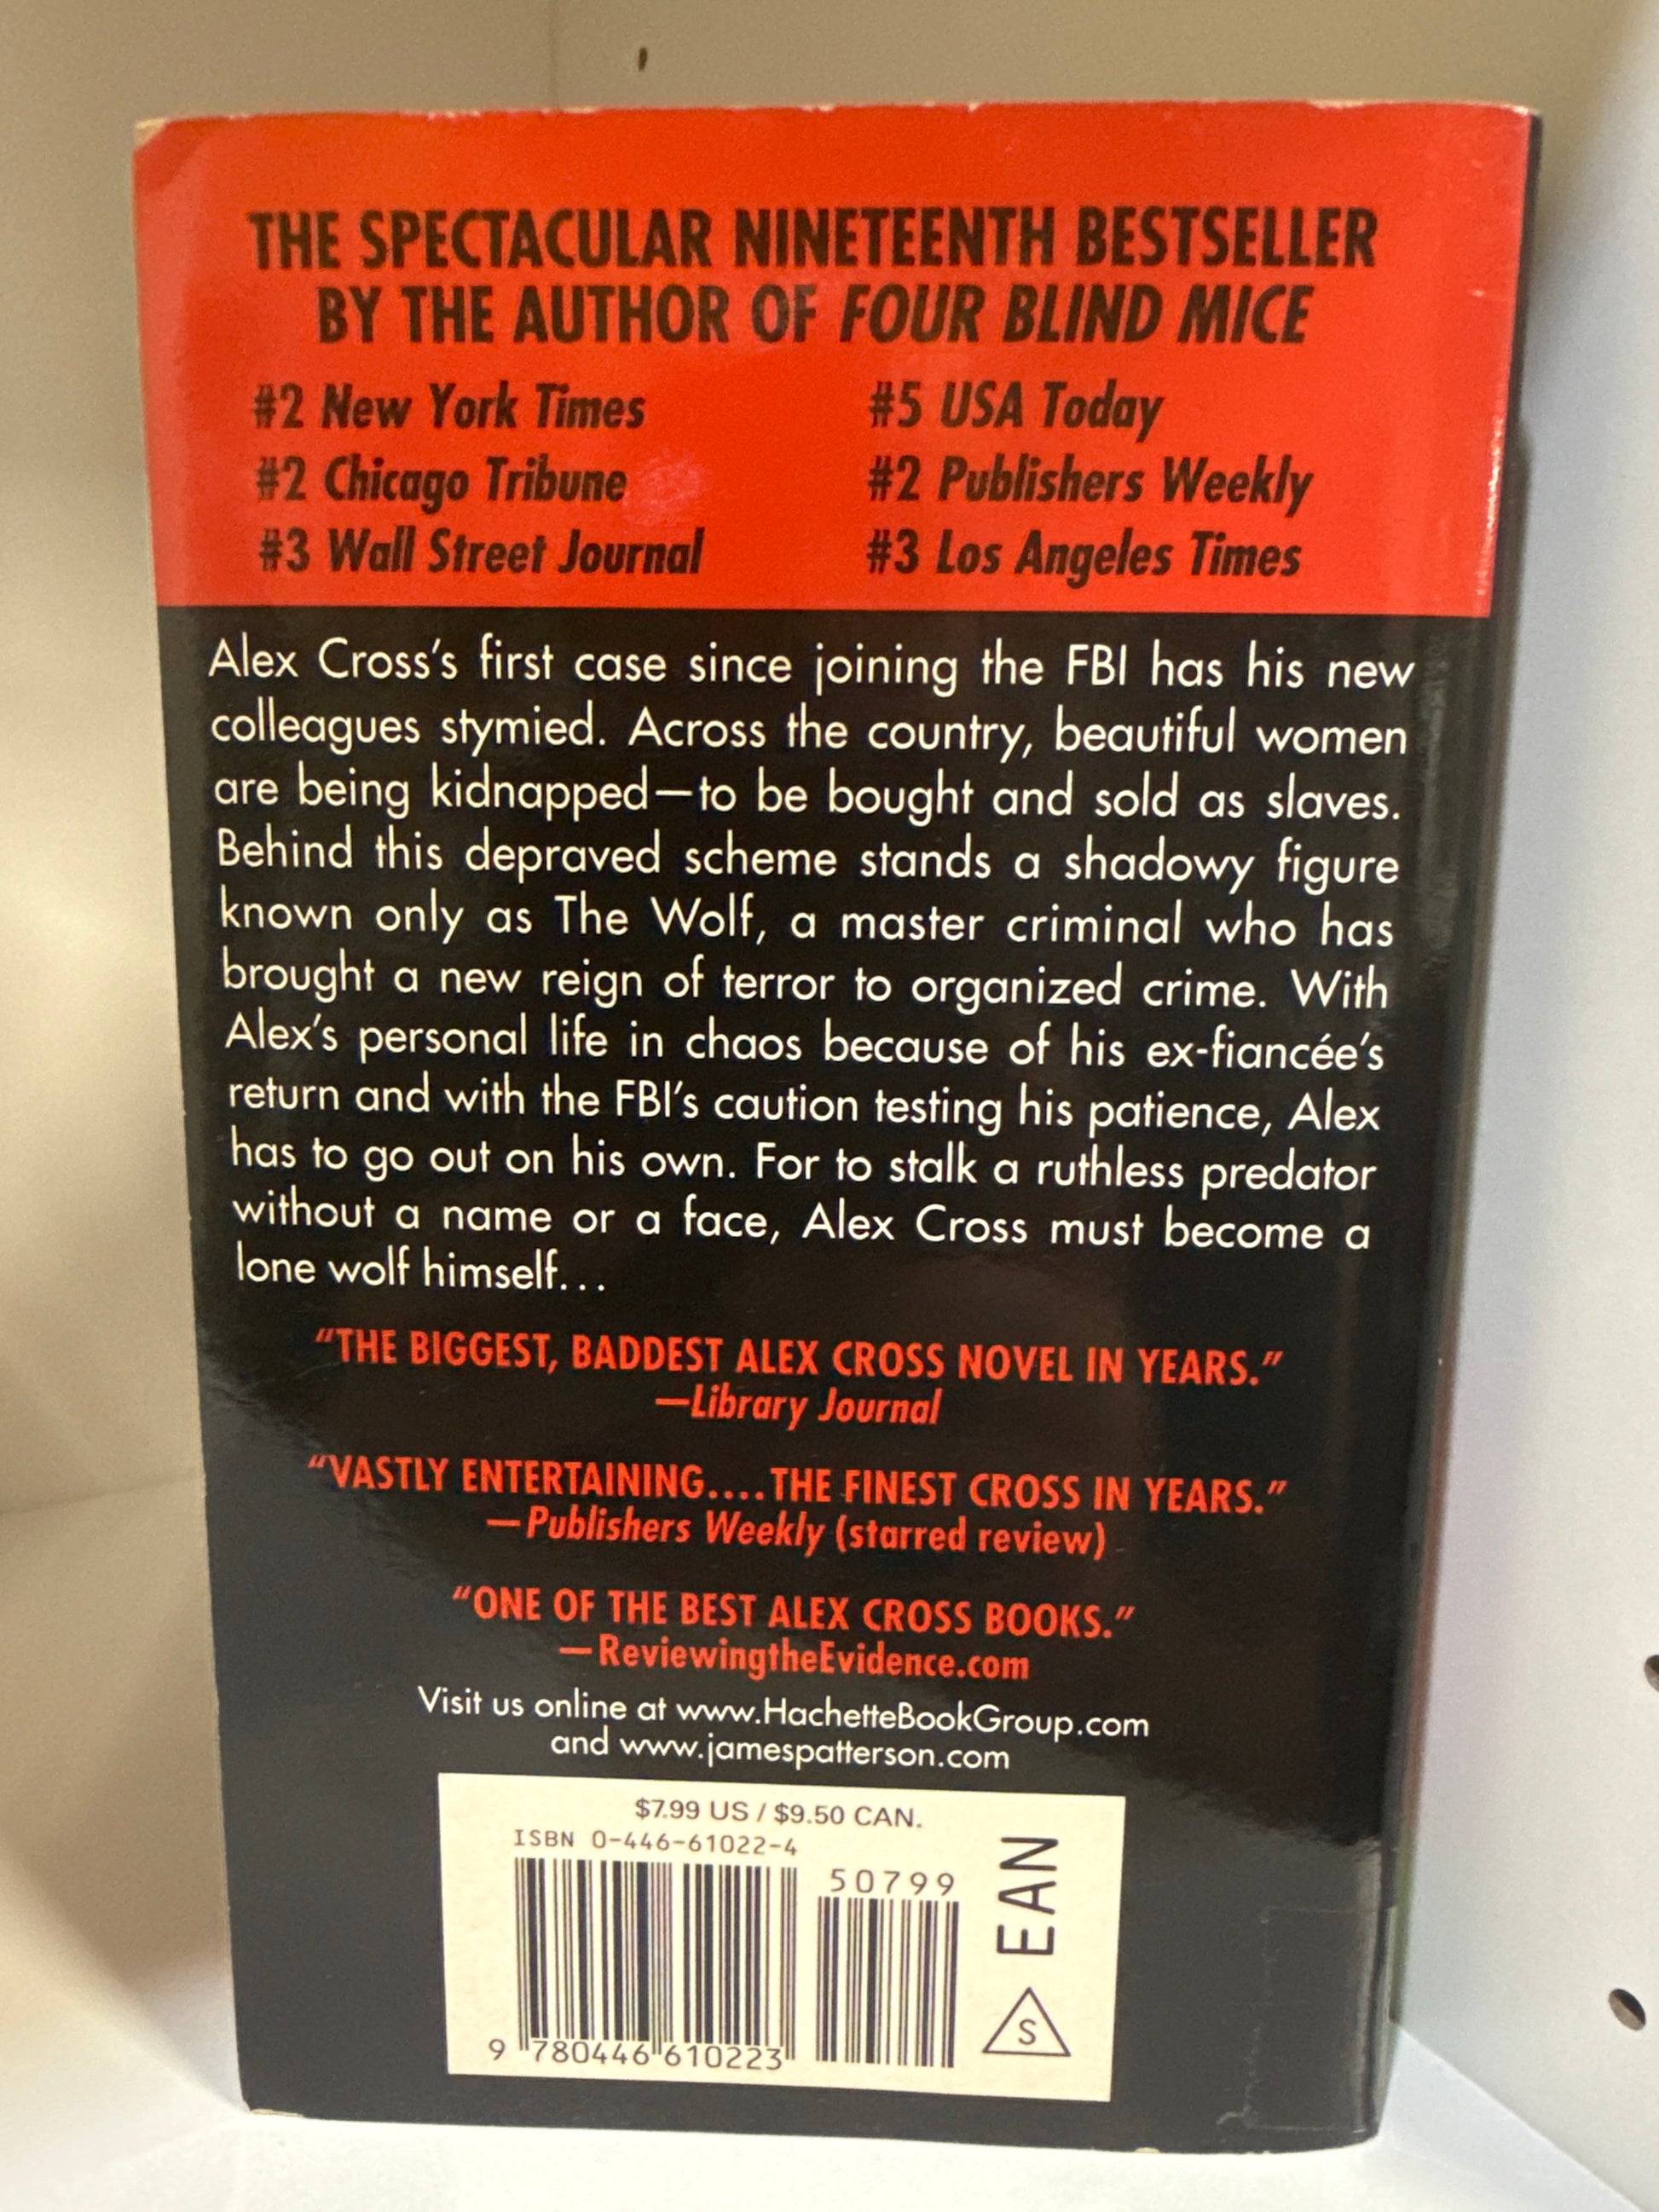 THE SPECTACULAR NINETEENTH BESTSELLER
BY THE AUTHOR OF FOUR BLIND MICE
#2 New York Times
#2 Chicago Tribune
#3 Wall Street Journal
#5 USA Today
#2 Publishers Weekly
#3 Los Angeles Times
Alex Cross’s first case since joining the FBI has his new
colleagues stymied. Across the country, beautiful women
are being kidnapped—to be bought and sold as slaves.
Behind this depraved scheme stands a shadowy figure
known only as The Wolf, a master criminal who has
brought a new reign of terror to organized crime. With
Alex’s personal life in chaos because of his ex-fiancée’s
return and with the FBI’s caution testing his patience, Alex
has to go out on his own. For to stalk a ruthless predator
without a name or a face, Alex Cross must become a
lone wolf himself...
“THE BIGGEST, BADDEST ALEX CROSS NOVEL IN YEARS.”
—Library Journal
“VASTLY ENTERTAINING....THE FINEST CROSS IN YEARS.”
—Publishers Weekly (starred review)
“ONE OF THE BEST ALEX CROSS BOOKS.”
—ReviewingtheEvidence.com
Visit us online at www.HachetteBookGroup.com
and www.jamespatterson.com
$7.99 US / $9.50 CAN.
ISBN 0-446-61022-4
50799
9 780446 610223
EAN
S